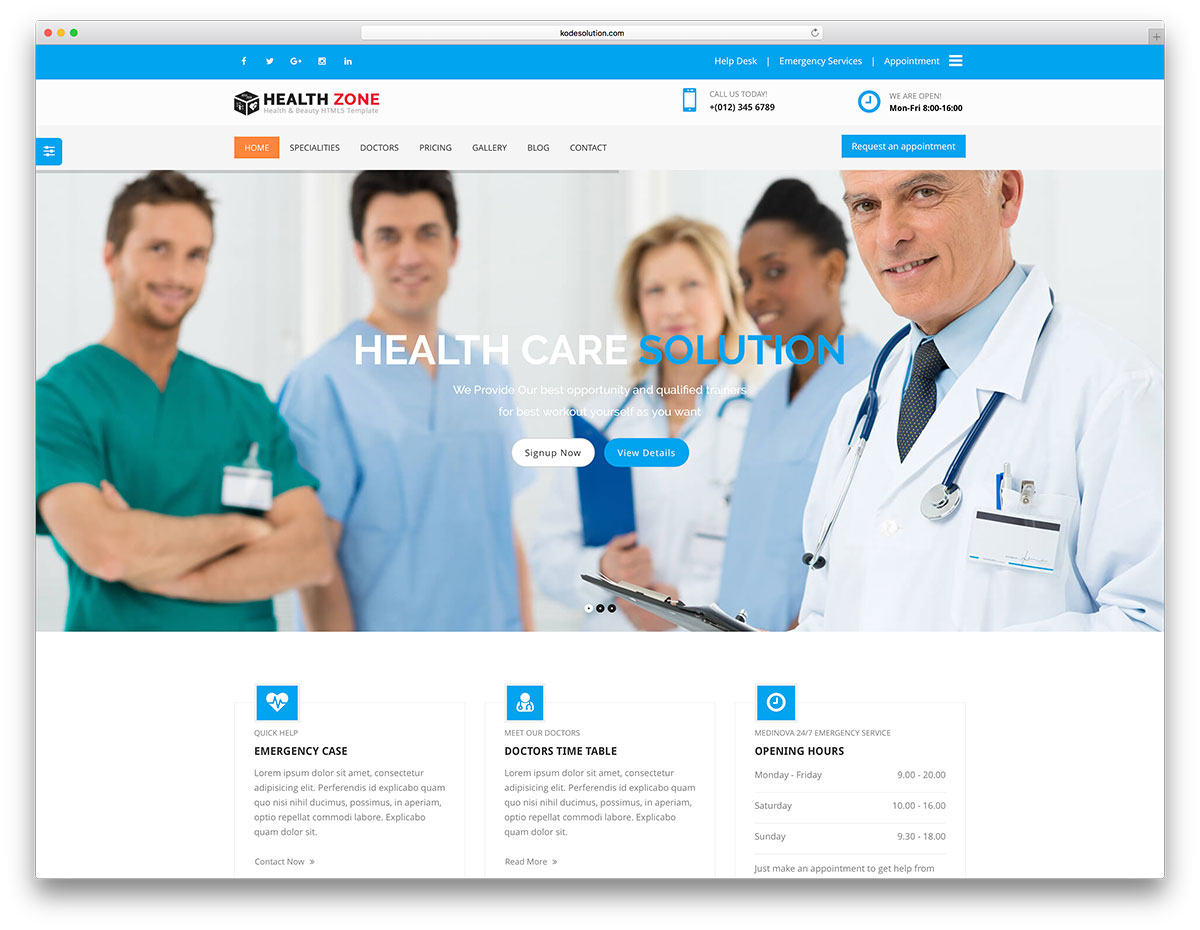 kodesolution.com
Help Desk | Emergency Services | Appointment
HEALTH ZONE
Health & Beauty HTML5 Template
CALL US TODAY!
+(012) 345 6789
WE ARE OPEN!
Mon-Fri 8:00-16:00
HOME SPECIALITIES DOCTORS PRICING GALLERY BLOG CONTACT
Request an appointment
HEALTH CARE SOLUTION
We Provide Our best opportunity and qualified trainers
for best workout yourself as you want
Signup Now View Details
QUICK HELP
EMERGENCY CASE
Lorem ipsum dolor sit amet, consectetur
adipisicing elit. Perferendis id explicabo quam
quo nisi nihil ducimus, possimus, in aperiam,
optio repellat commodi labore. Explicabo
quam dolor sit.
Contact Now »
MEET OUR DOCTORS
DOCTORS TIME TABLE
Lorem ipsum dolor sit amet, consectetur
adipisicing elit. Perferendis id explicabo quam
quo nisi nihil ducimus, possimus, in aperiam,
optio repellat commodi labore. Explicabo
quam dolor sit.
Read More »
MEDINOVA 24/7 EMERGENCY SERVICE
OPENING HOURS
Monday - Friday 9.00 - 20.00
Saturday 10.00 - 16.00
Sunday 9.30 - 18.00
Just make an appointment to get help from